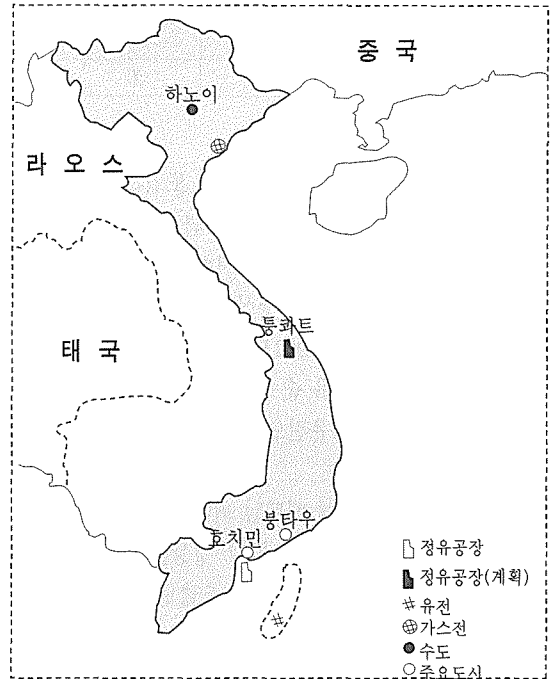 중국
하노이
라오스
퉁콰트
태국
붕타우
호치민
정유공장
정유공장(계획)
유전
가스전
수도
주요도시